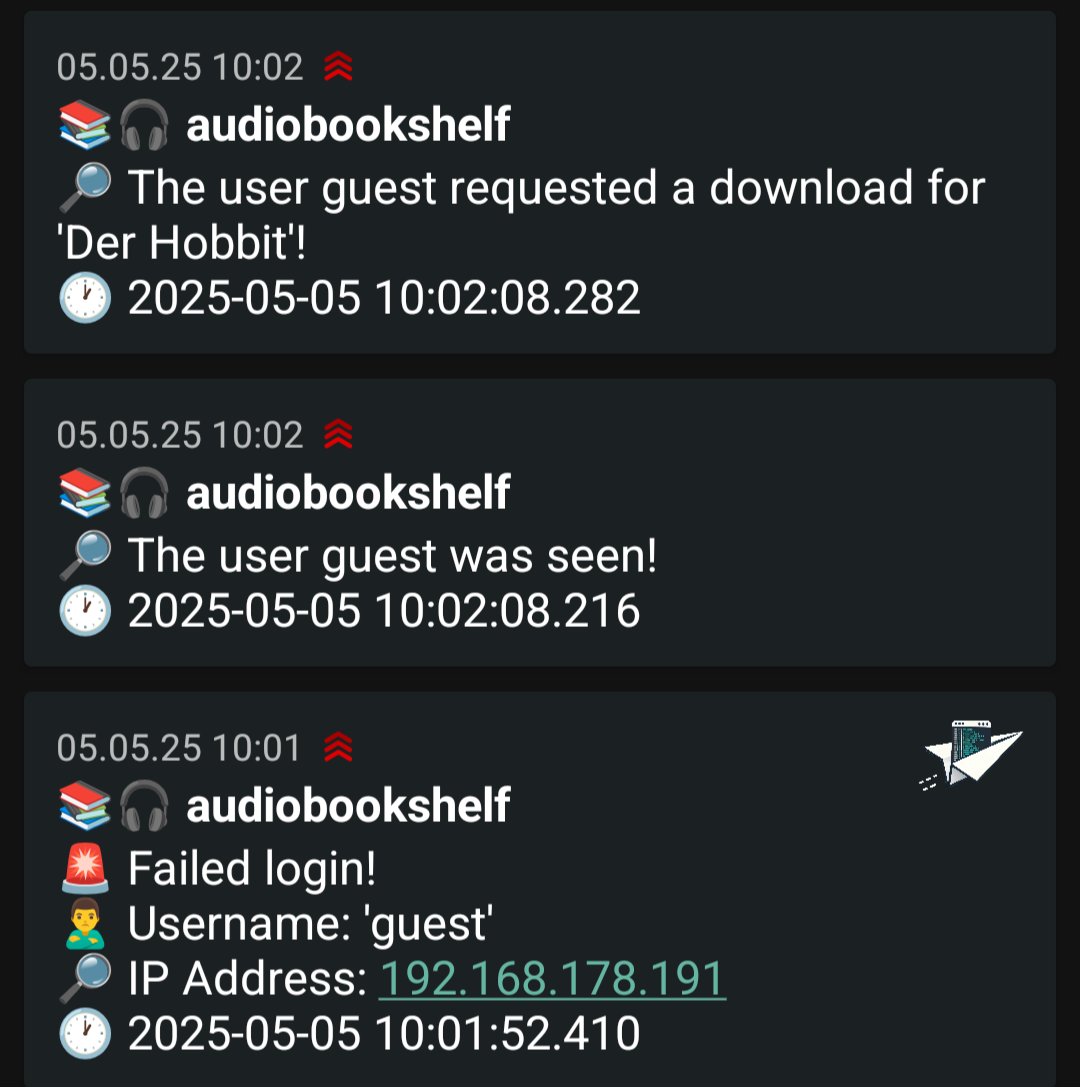 05.05.25 10:02
audiobookshelf
The user guest requested a download for
'Der Hobbit'!
2025-05-05 10:02:08.282
05.05.25 10:02
audiobookshelf
The user guest was seen!
2025-05-05 10:02:08.216
05.05.25 10:01
audiobookshelf
Failed login!
Username: 'guest'
IP Address: 192.168.178.191
2025-05-05 10:01:52.410